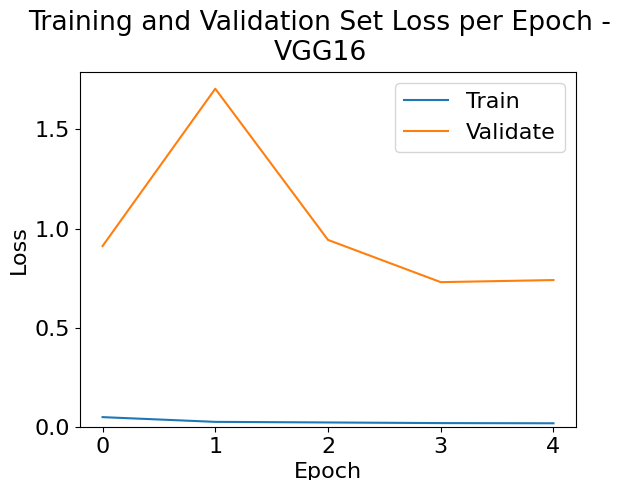 Training and Validation Set Loss per Epoch -
VGG16
Train
Validate
1.5
1.0
0.5
0.0
Loss
0 1 2 3 4
Epoch